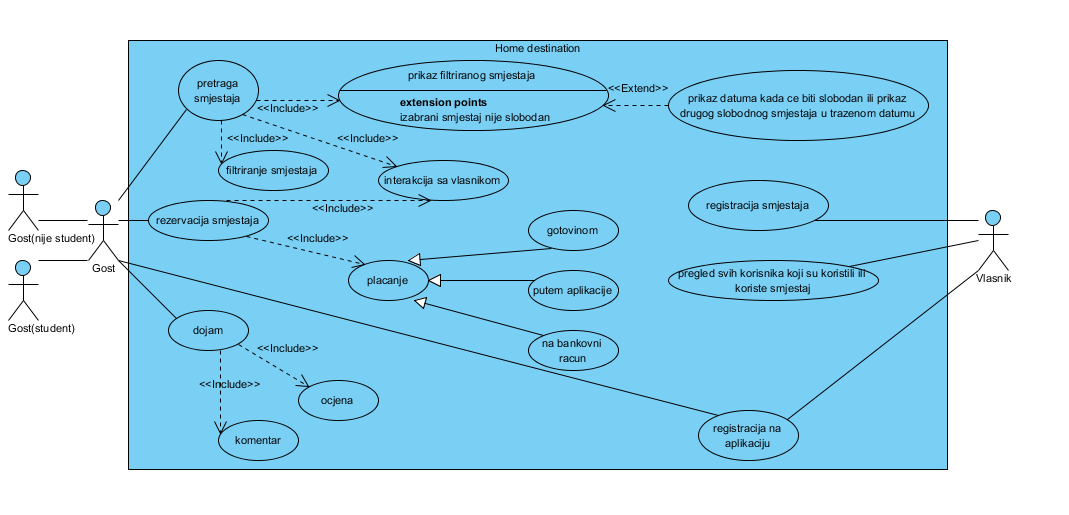 Home destination
pretraga
smjestaja
prikaz filtriranog smjestaja
extension points
izabrani smjestaj nije slobodan
<<Extend>>
prikaz datuma kada ce biti slobodan ili prikaz
drugog slobodnog smjestaja u trazenom datumu
<<Include>>
<<Include>>
<<Include>>
filtriranje smjestaja
interakcija sa vlasnikom
<<Include>>
rezervacija smjestaja
<<Include>>
registracija smjestaja
gotovinom
Gost(nije student)
Gost
placanje
putem aplikacije
pregled svih korisnika koji su koristili ili
koriste smjestaj
Vlasnik
Gost(student)
dojam
na bankovni
racun
<<Include>>
<<Include>>
ocjena
komentar
registracija na
aplikaciju